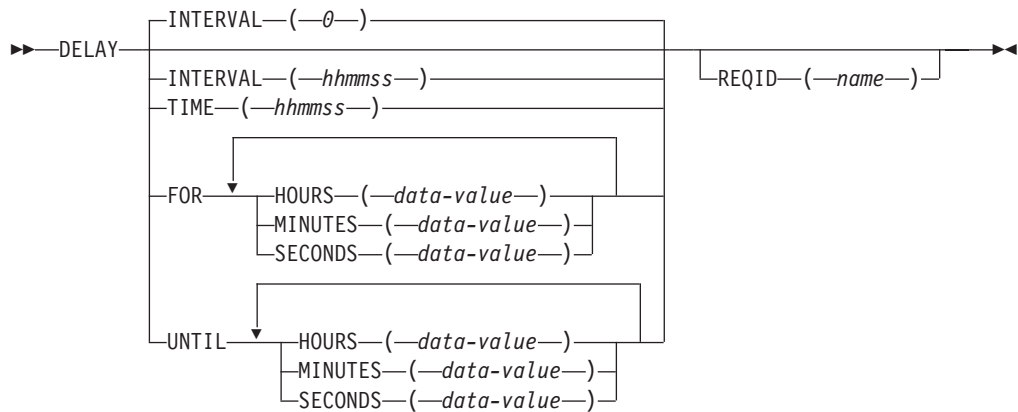 INTERVAL ( 0 )
DELAY
INTERVAL ( hhmmss )
REQID ( name )
TIME ( hhmmss )
FOR HOURS ( data-value )
MINUTES ( data-value )
SECONDS ( data-value )
UNTIL HOURS ( data-value )
MINUTES ( data-value )
SECONDS ( data-value )